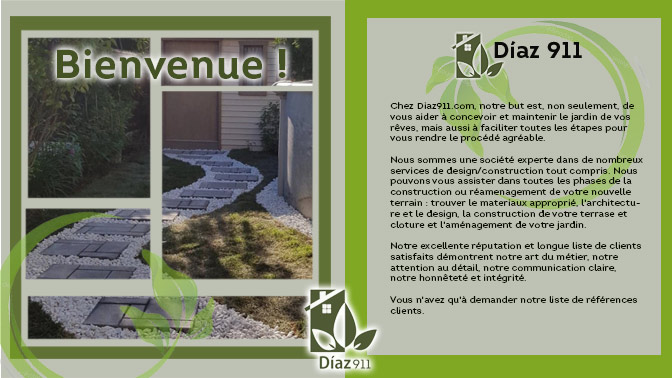 Bienvenue !
Díaz 911
Chez Diaz911.com, notre but est, non seulement, de
vous aider à concevoir et maintenir le jardin de vos
rêves, mais aussi à faciliter toutes les étapes pour
vous rendre le procédé agréable.
Nous sommes une société experte dans de nombreux
services de design/construction tout compris. Nous
pouvons vous assister dans toutes les phases de la
construction ou réamenagement de votre nouvelle
terrain : trouver le materiaux approprié, l'architectu-
re et le design, la construction de votre terrase et
cloture et l'aménagement de votre jardin.
Notre excellente réputation et longue liste de clients
satisfaits démontrent notre art du métier, notre
attention au détail, notre communication claire,
notre honnêteté et intégrité.
Vous n'avez qu'à demander notre liste de références
clients.
Díaz 911